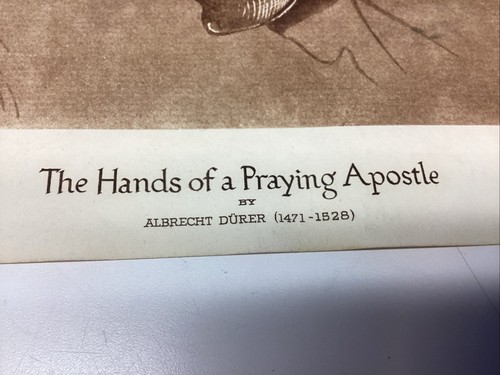 The Hands of a Praying Apostle
BY
ALBRECHT DÜRER (1471-1528)